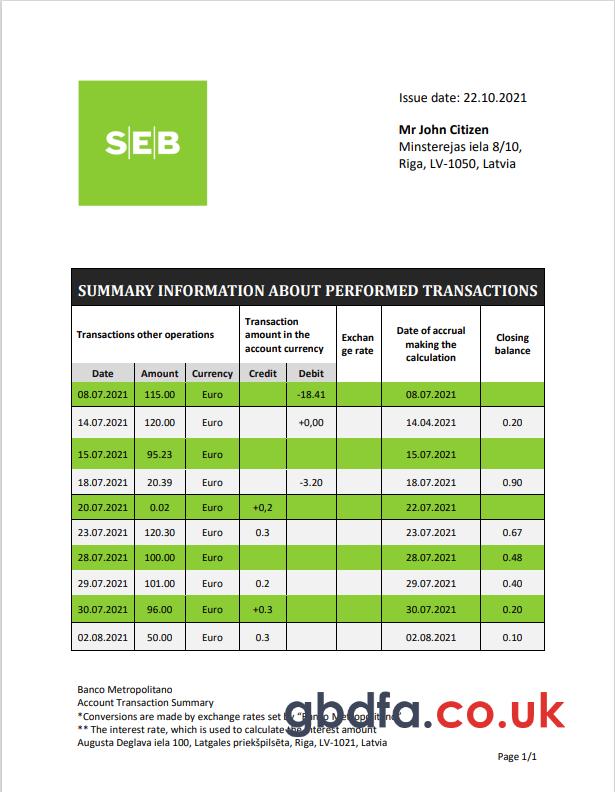 SEB
Issue date: 22.10.2021
Mr John Citizen
Minsterejas iela 8/10,
Riga, LV-1050, Latvia
SUMMARY INFORMATION ABOUT PERFORMED TRANSACTIONS
Transactions other operations
Transaction
amount in the
account currency
Exchan
ge rate
Date of accrual
making the
calculation
Closing
balance
Date Amount Currency Credit Debit
08.07.2021 115.00 Euro -18.41 08.07.2021
14.07.2021 120.00 Euro +0,00 14.04.2021 0.20
15.07.2021 95.23 Euro 15.07.2021
18.07.2021 20.39 Euro -3.20 18.07.2021 0.90
20.07.2021 0.02 Euro +0,2 22.07.2021
23.07.2021 120.30 Euro 0.3 23.07.2021 0.67
28.07.2021 100.00 Euro 28.07.2021 0.48
29.07.2021 101.00 Euro 0.2 29.07.2021 0.40
30.07.2021 96.00 Euro +0.3 30.07.2021 0.20
02.08.2021 50.00 Euro 0.3 02.08.2021 0.10
Banco Metropolitano
Account Transaction Summary
*Conversions are made by exchange rates set by "Banco Metropolitano"
** The interest rate, which is used to calculate the interest amount
Augusta Deglava iela 100, Latgales priekšpilsēta, Riga, LV-1021, Latvia
gbdfa.co.uk
Page 1/1